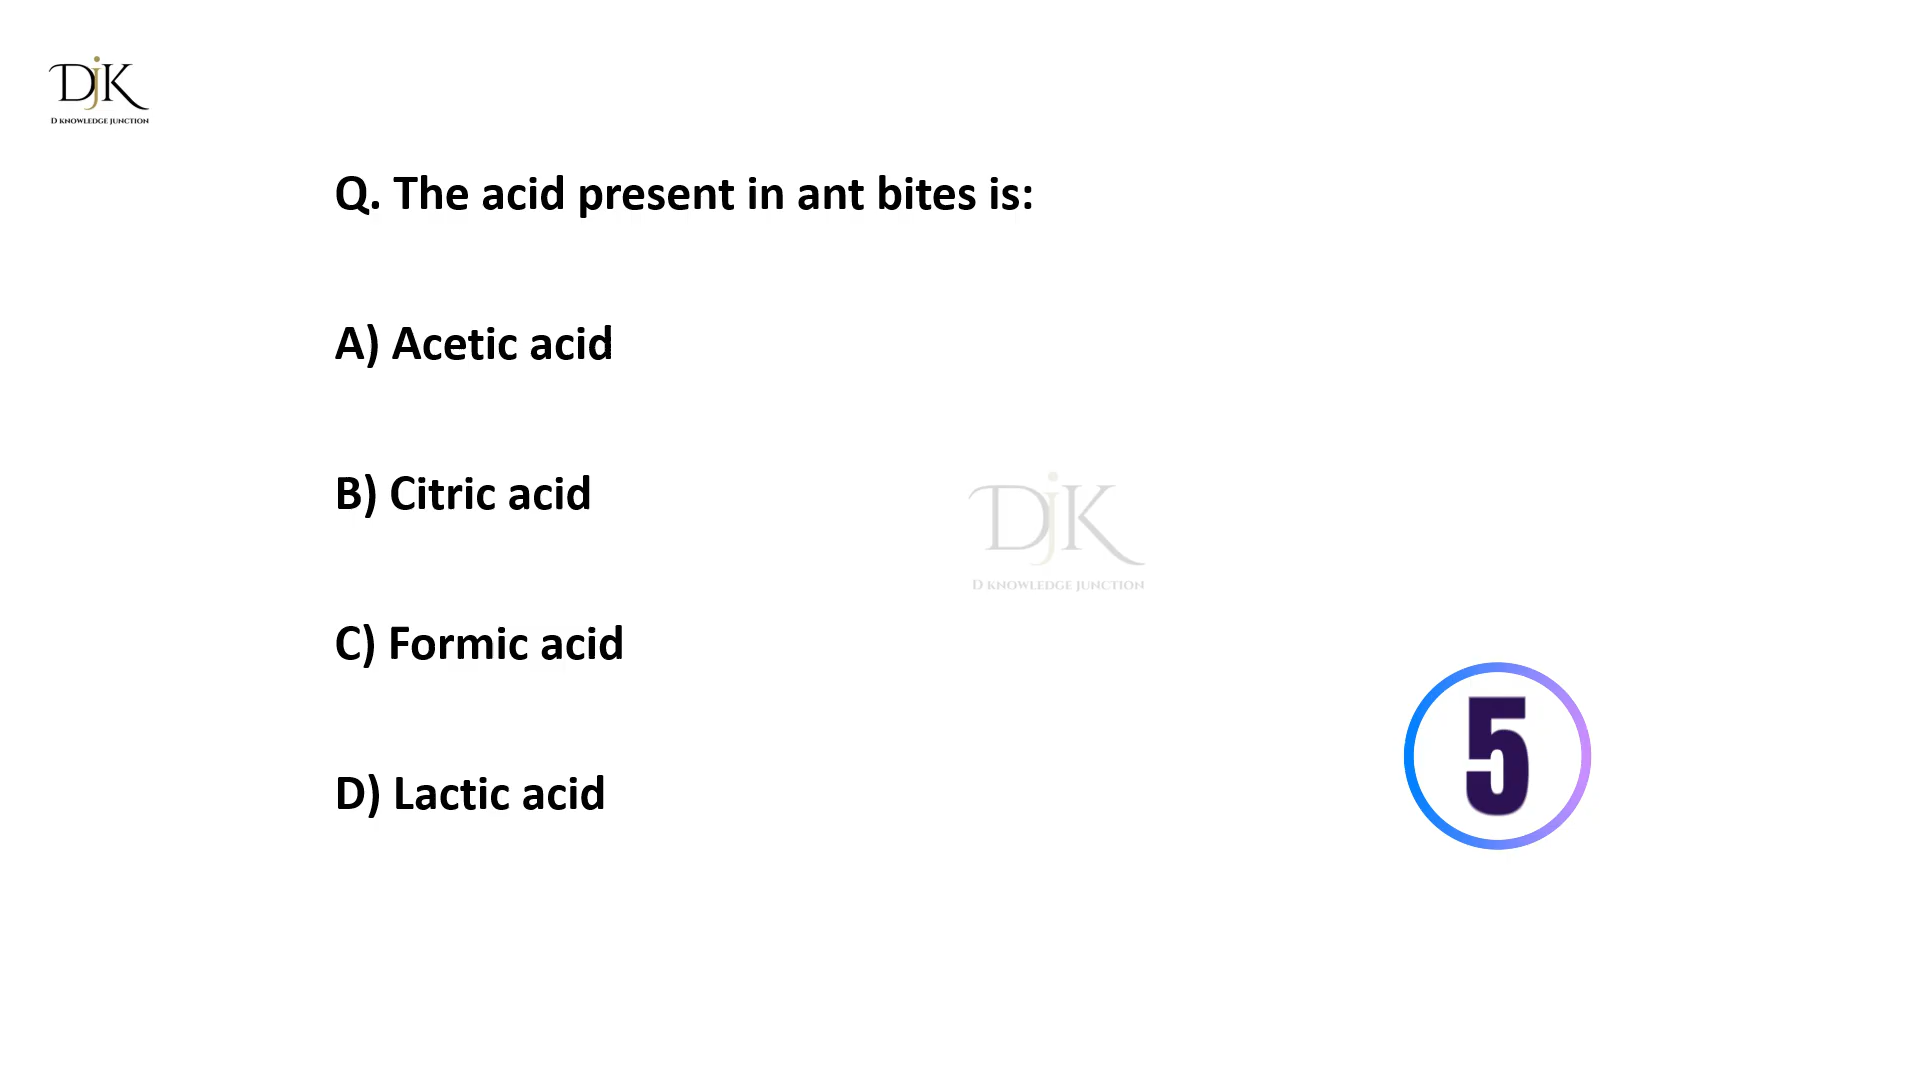 DjK
D KNOWLEDGE JUNCTION
Q. The acid present in ant bites is:
A) Acetic acid
B) Citric acid
DjK
D KNOWLEDGE JUNCTION
C) Formic acid
5
D) Lactic acid